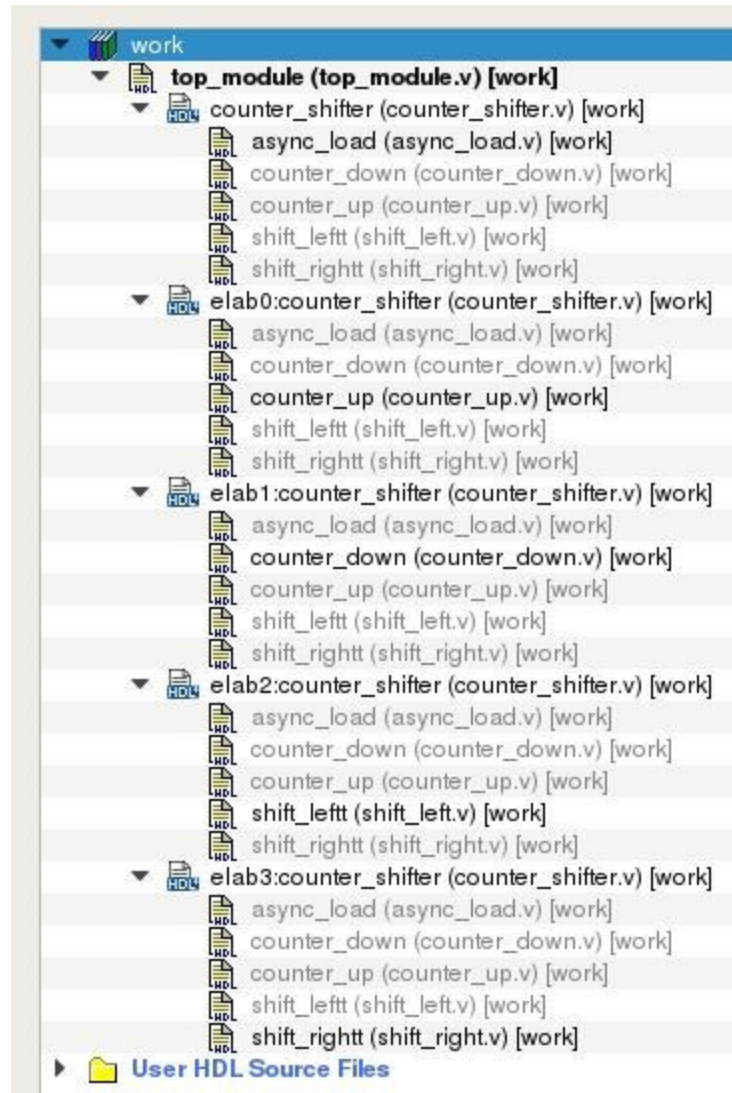 work
top_module (top_module.v) [work]
counter_shifter (counter_shifter.v) [work]
async_load (async_load.v) [work]
counter_down (counter_down.v) [work]
counter_up (counter_up.v) [work]
shift_leftt (shift_left.v) [work]
shift_rightt (shift_right.v) [work]
elab0:counter_shifter (counter_shifter.v) [work]
async_load (async_load.v) [work]
counter_down (counter_down.v) [work]
counter_up (counter_up.v) [work]
shift_leftt (shift_left.v) [work]
shift_rightt (shift_right.v) [work]
elab1:counter_shifter (counter_shifter.v) [work]
async_load (async_load.v) [work]
counter_down (counter_down.v) [work]
counter_up (counter_up.v) [work]
shift_leftt (shift_left.v) [work]
shift_rightt (shift_right.v) [work]
elab2:counter_shifter (counter_shifter.v) [work]
async_load (async_load.v) [work]
counter_down (counter_down.v) [work]
counter_up (counter_up.v) [work]
shift_leftt (shift_left.v) [work]
shift_rightt (shift_right.v) [work]
elab3:counter_shifter (counter_shifter.v) [work]
async_load (async_load.v) [work]
counter_down (counter_down.v) [work]
counter_up (counter_up.v) [work]
shift_leftt (shift_left.v) [work]
shift_rightt (shift_right.v) [work]
User HDL Source Files